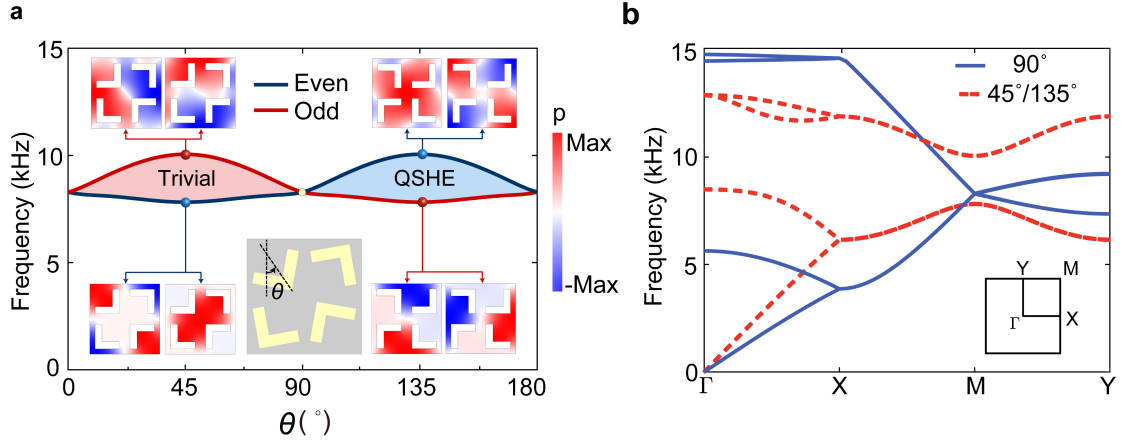 a
Frequency (kHz)
15
10
5
0
0
45
90
135
180
θ(°)
Even
Odd
Trivial
QSHE
θ
p
Max
-Max
b
Frequency (kHz)
15
10
5
0
Γ
X
M
Y
90°
45°/135°
Y
M
Γ
X